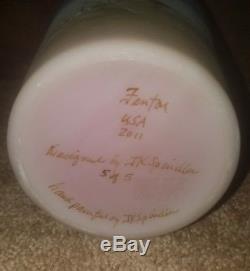 Fenton
USA
2011
Designed by JK Spindler
5 of 5
Handpainted by JK Spindler